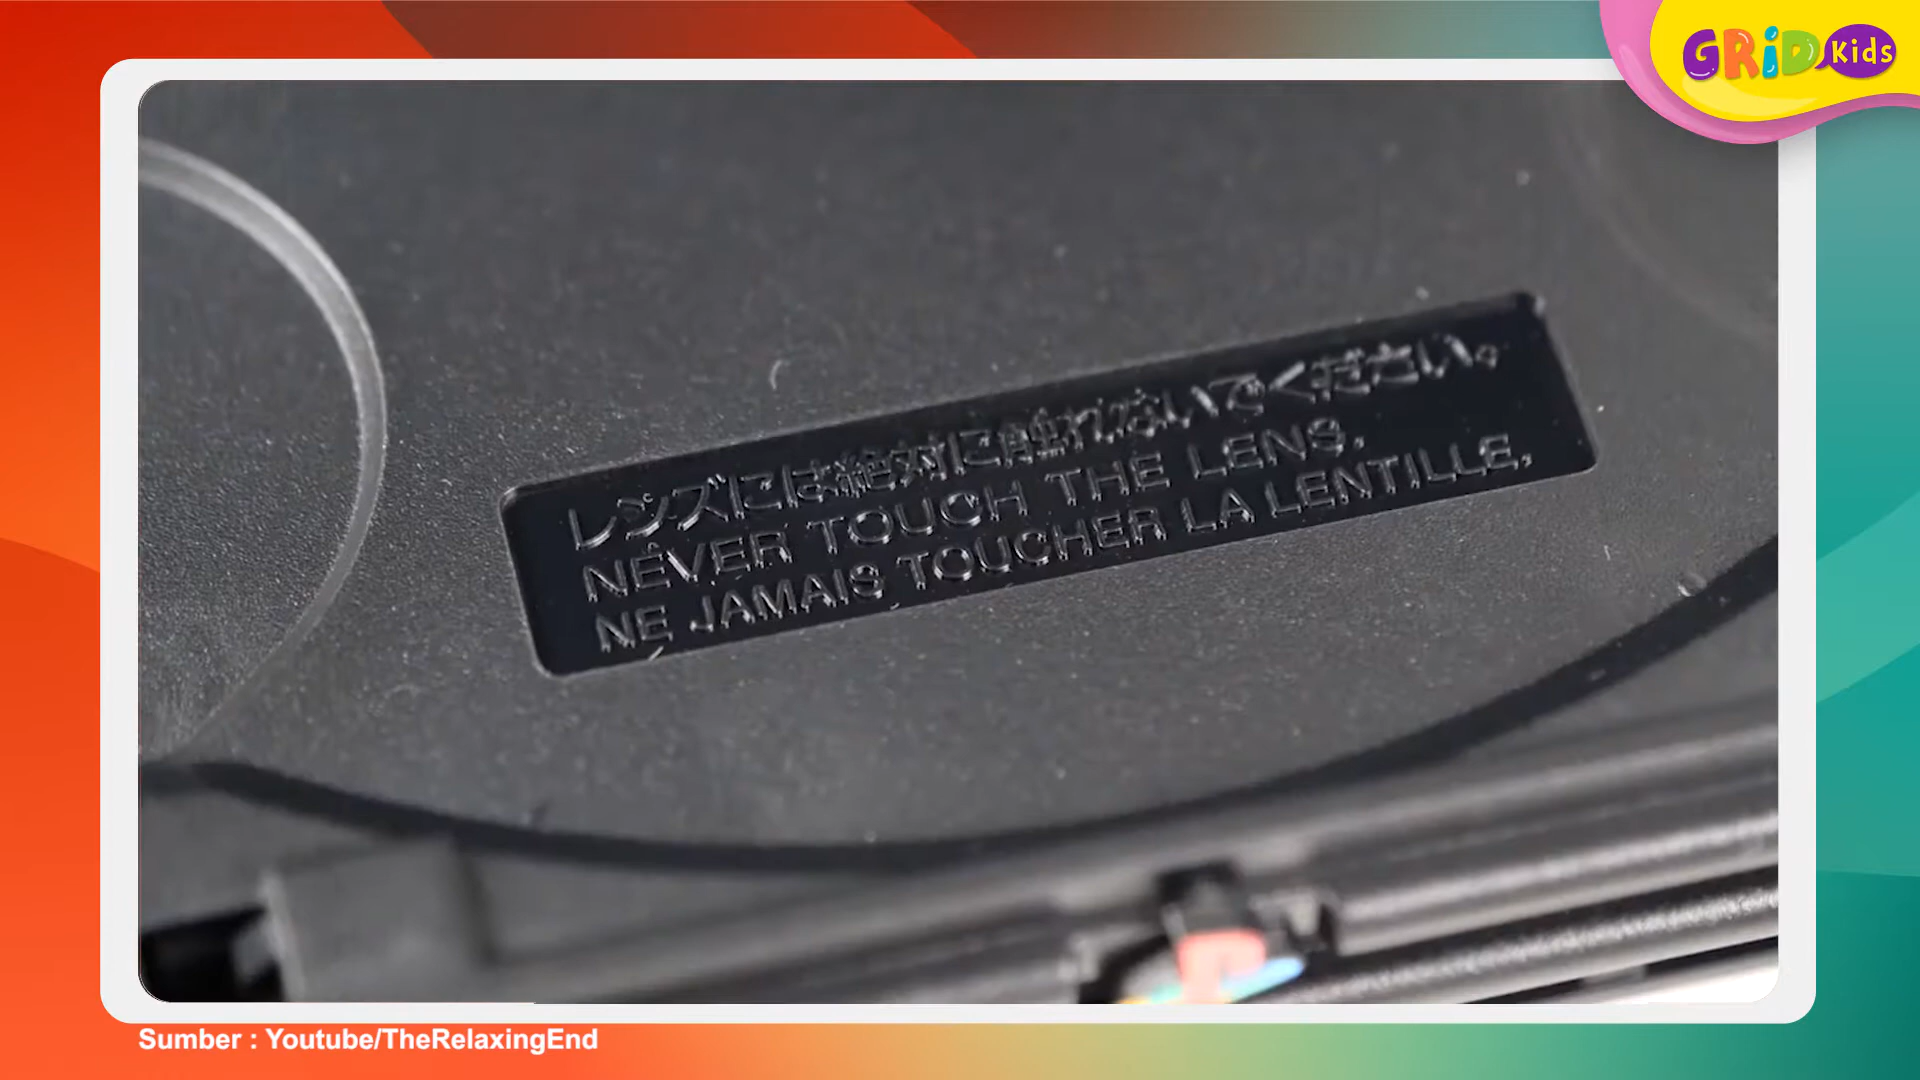 GRiD Kids
レンズには絶対に触れないでください。
NEVER TOUCH THE LENS.
NE JAMAIS TOUCHER LA LENTILLE.
Sumber : Youtube/TheRelaxingEnd